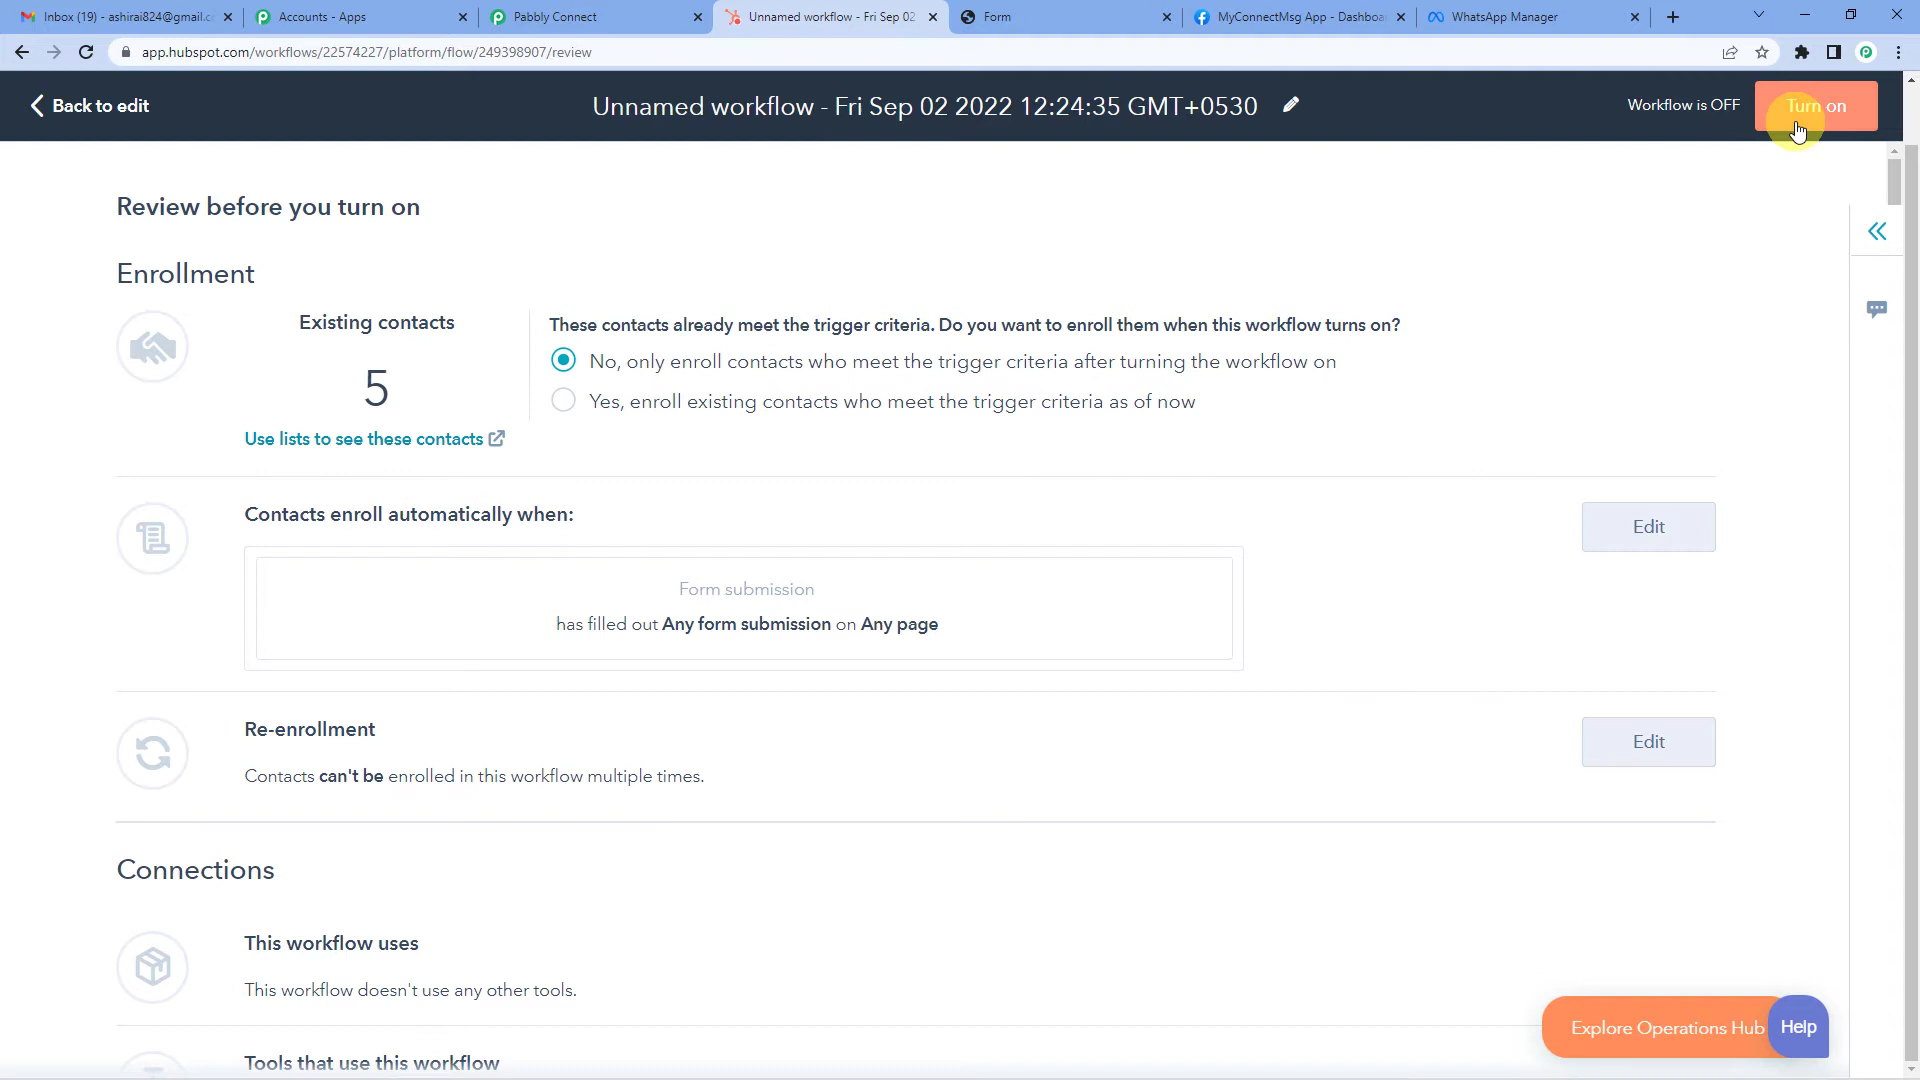 Inbox (19) - ashirai824@gmail.c
Accounts - Apps
Pabbly Connect
Unnamed workflow - Fri Sep 02
Form
MyConnectMsg App - Dashboa
WhatsApp Manager
app.hubspot.com/workflows/22574227/platform/flow/249398907/review
Back to edit
Unnamed workflow - Fri Sep 02 2022 12:24:35 GMT+0530
Workflow is OFF
Turn on
Review before you turn on
Enrollment
Existing contacts
5
Use lists to see these contacts
These contacts already meet the trigger criteria. Do you want to enroll them when this workflow turns on?
No, only enroll contacts who meet the trigger criteria after turning the workflow on
Yes, enroll existing contacts who meet the trigger criteria as of now
Contacts enroll automatically when:
Edit
Form submission
has filled out Any form submission on Any page
Re-enrollment
Edit
Contacts can't be enrolled in this workflow multiple times.
Connections
This workflow uses
This workflow doesn't use any other tools.
Explore Operations Hub
Help
Tools that use this workflow